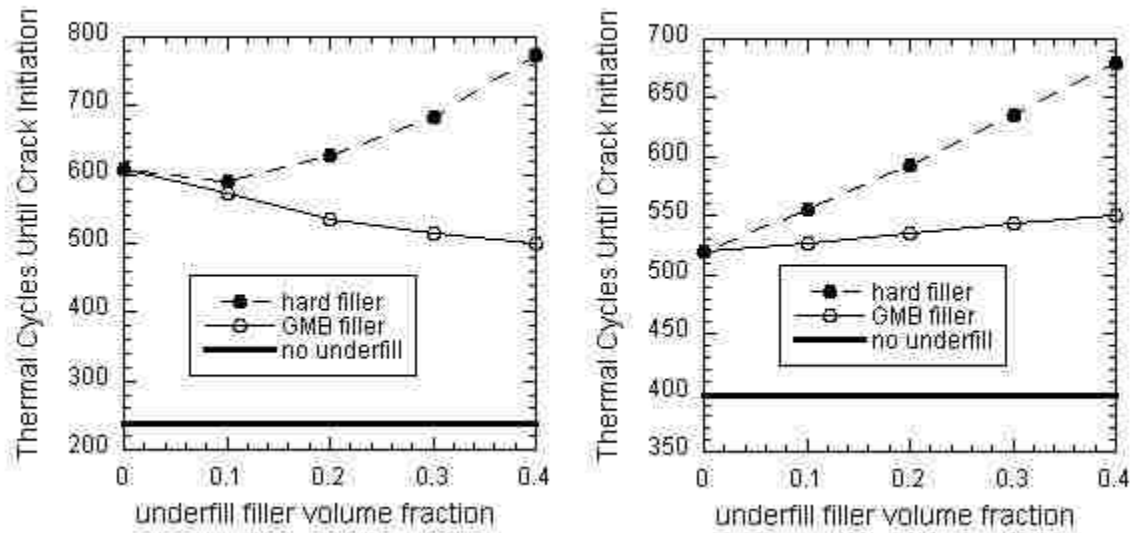 Thermal Cycles Until Crack Initiation
800
700
600
500
400
300
200
hard filler
GMB filler
no underfill
0 0.1 0.2 0.3 0.4
underfill filler volume fraction
Thermal Cycles Until Crack Initiation
700
650
600
550
500
450
400
350
hard filler
GMB filler
no underfill
0 0.1 0.2 0.3 0.4
underfill filler volume fraction